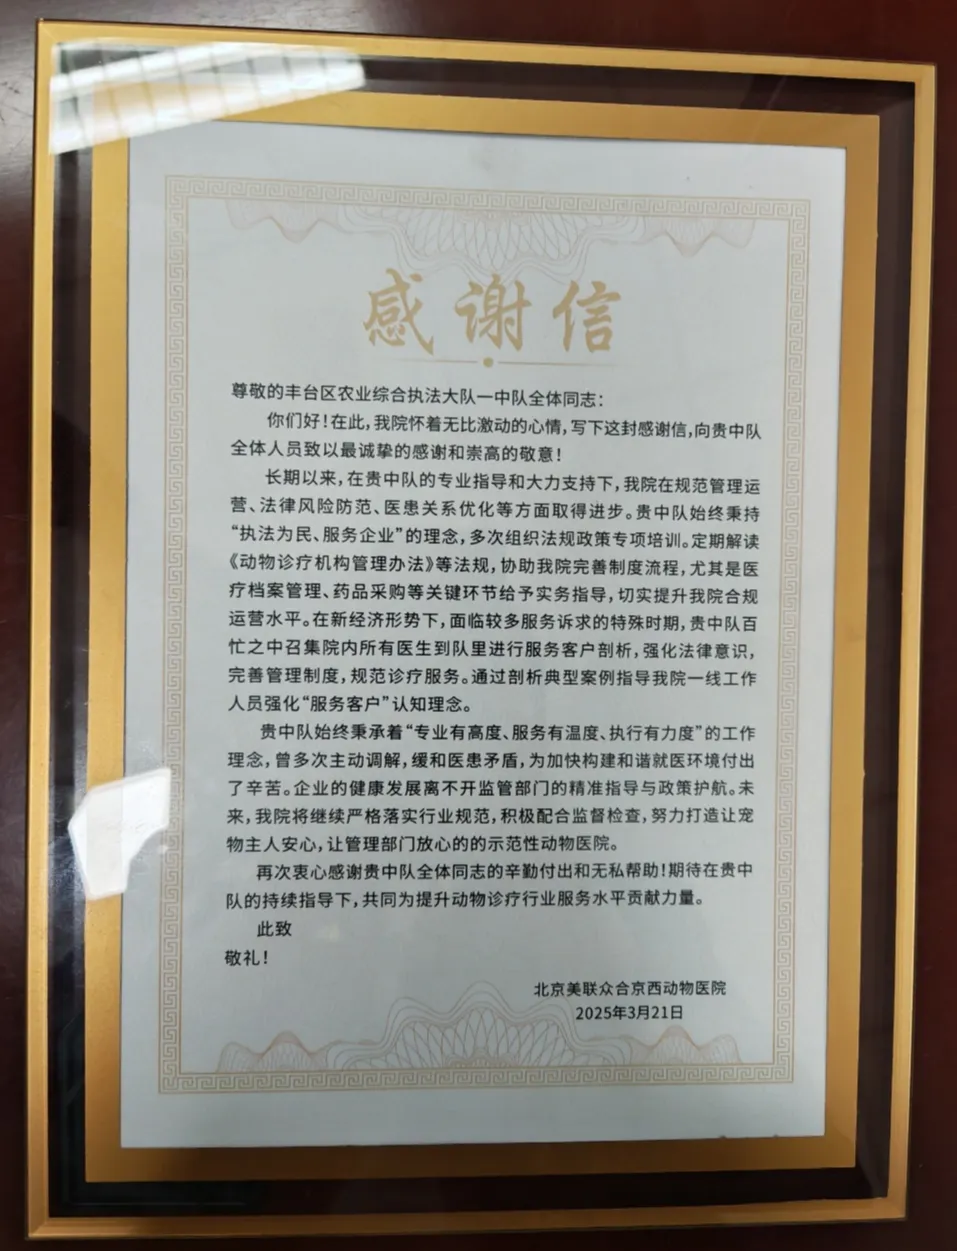 感谢信
尊敬的丰台区农业综合执法大队一中队全体同志：
你们好！在此，我院怀着无比激动的心情，写下这封感谢信，向贵中队
全体人员致以最诚挚的感谢和崇高的敬意！
长期以来，在贵中队的专业指导和大力支持下，我院在规范管理运
营、法律风险防范、医患关系优化等方面取得进步。贵中队始终秉持
“执法为民、服务企业”的理念，多次组织法规政策专项培训。定期解读
《动物诊疗机构管理办法》等法规，协助我院完善制度流程，尤其是医
疗档案管理、药品采购等关键环节给予实务指导，切实提升我院合规
运营水平。在新经济形势下，面临较多服务诉求的特殊时期，贵中队百
忙之中召集院内所有医生到队里进行服务客户剖析，强化法律意识，
完善管理制度，规范诊疗服务。通过剖析典型案例指导我院一线工作
人员强化“服务客户”认知理念。
贵中队始终秉承着“专业有高度、服务有温度、执行有力度”的工作
理念，曾多次主动调解，缓和医患矛盾，为加快构建和谐就医环境付出
了辛苦。企业的健康发展离不开监管部门的精准指导与政策护航。未
来，我院将继续严格落实行业规范，积极配合监督检查，努力打造让宠
物主人安心，让管理部门放心的的示范性动物医院。
再次衷心感谢贵中队全体同志的辛勤付出和无私帮助！期待在贵中
队的持续指导下，共同为提升动物诊疗行业服务水平贡献力量。
此致
敬礼！
北京美联众合京西动物医院
2025年3月21日